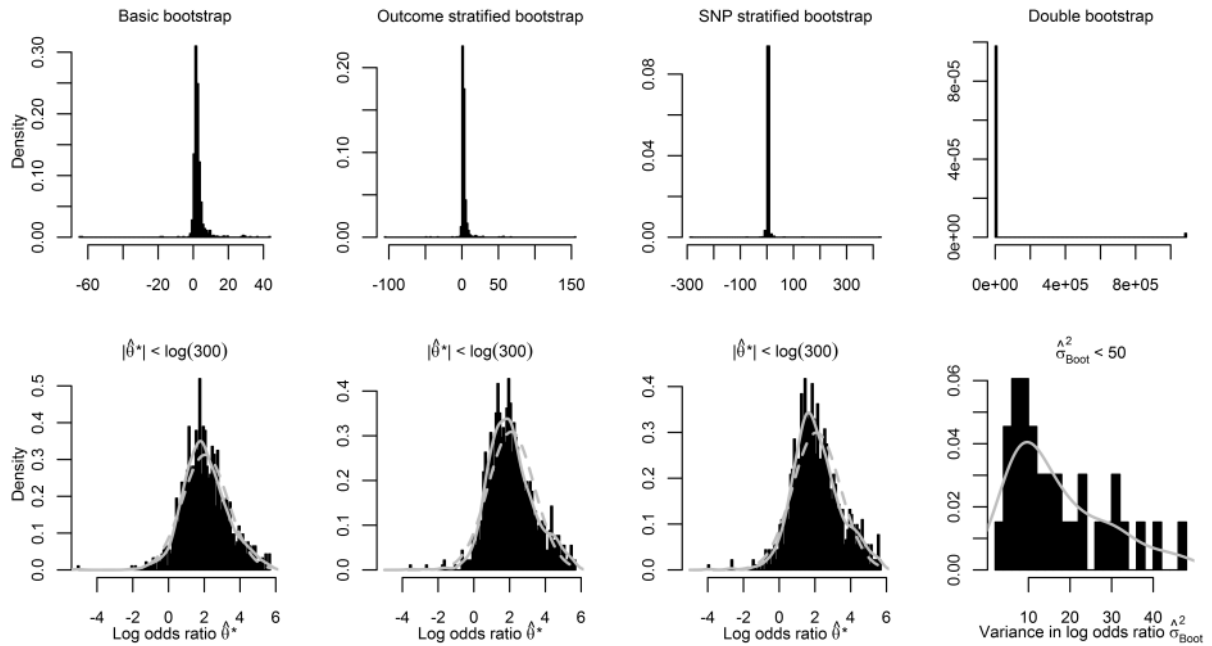 Basic bootstrap
Outcome stratified bootstrap
SNP stratified bootstrap
Double bootstrap
Density
0.00 0.10 0.20 0.30
-60 -20 0 20 40
0.00 0.10 0.20
-100 0 50 150
0.00 0.04 0.08
-300 -100 100 300
0e+00 4e-05 8e-05
0e+00 4e+05 8e+05
|θ̂*| < log(300)
|θ̂*| < log(300)
|θ̂*| < log(300)
σ̂²Boot < 50
Density
0.0 0.1 0.2 0.3 0.4 0.5
-4 -2 0 2 4 6
Log odds ratio θ̂*
0.0 0.1 0.2 0.3 0.4
-4 -2 0 2 4 6
Log odds ratio θ̂*
0.0 0.1 0.2 0.3 0.4
-4 -2 0 2 4 6
Log odds ratio θ̂*
0.00 0.02 0.04 0.06
10 20 30 40
Variance in log odds ratio σ̂²Boot